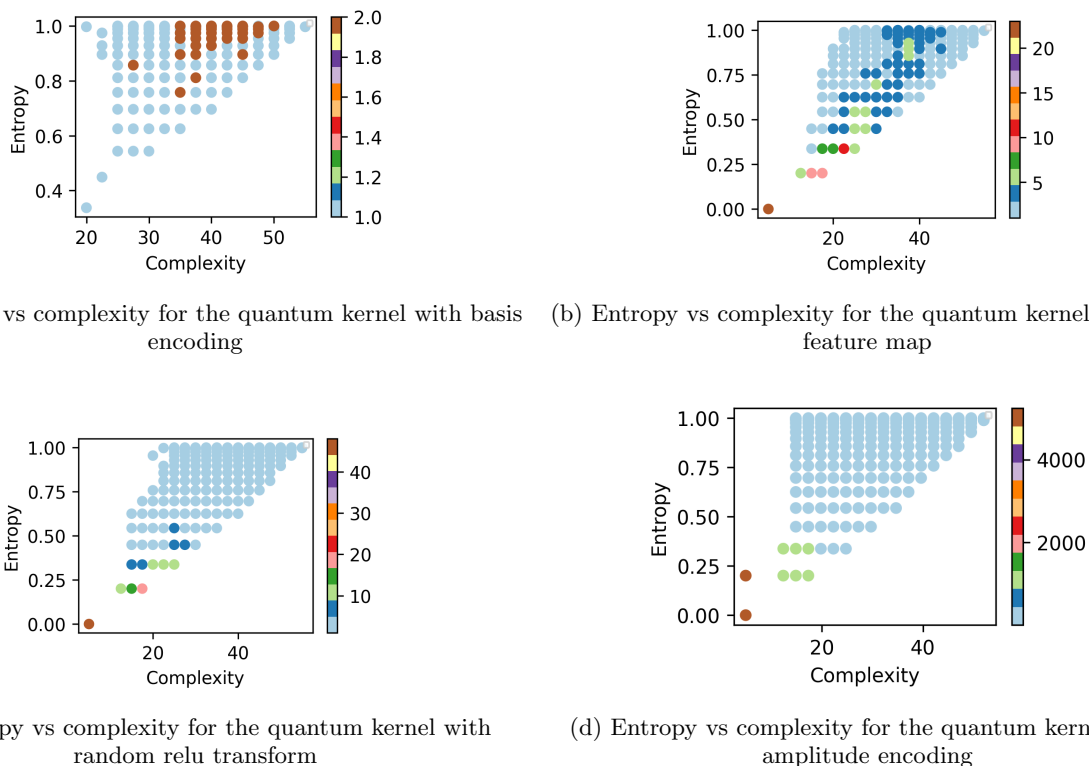 1.0
0.8
0.6
0.4
Entropy
20 30 40 50
Complexity
2.0
1.8
1.6
1.4
1.2
1.0
vs complexity for the quantum kernel with basis
encoding
1.00
0.75
0.50
0.25
0.00
Entropy
20 40
Complexity
20
15
10
5
(b) Entropy vs complexity for the quantum kernel
feature map
1.00
0.75
0.50
0.25
0.00
Entropy
20 40
Complexity
40
30
20
10
py vs complexity for the quantum kernel with
random relu transform
1.00
0.75
0.50
0.25
0.00
Entropy
20 40
Complexity
4000
2000
(d) Entropy vs complexity for the quantum kern
amplitude encoding